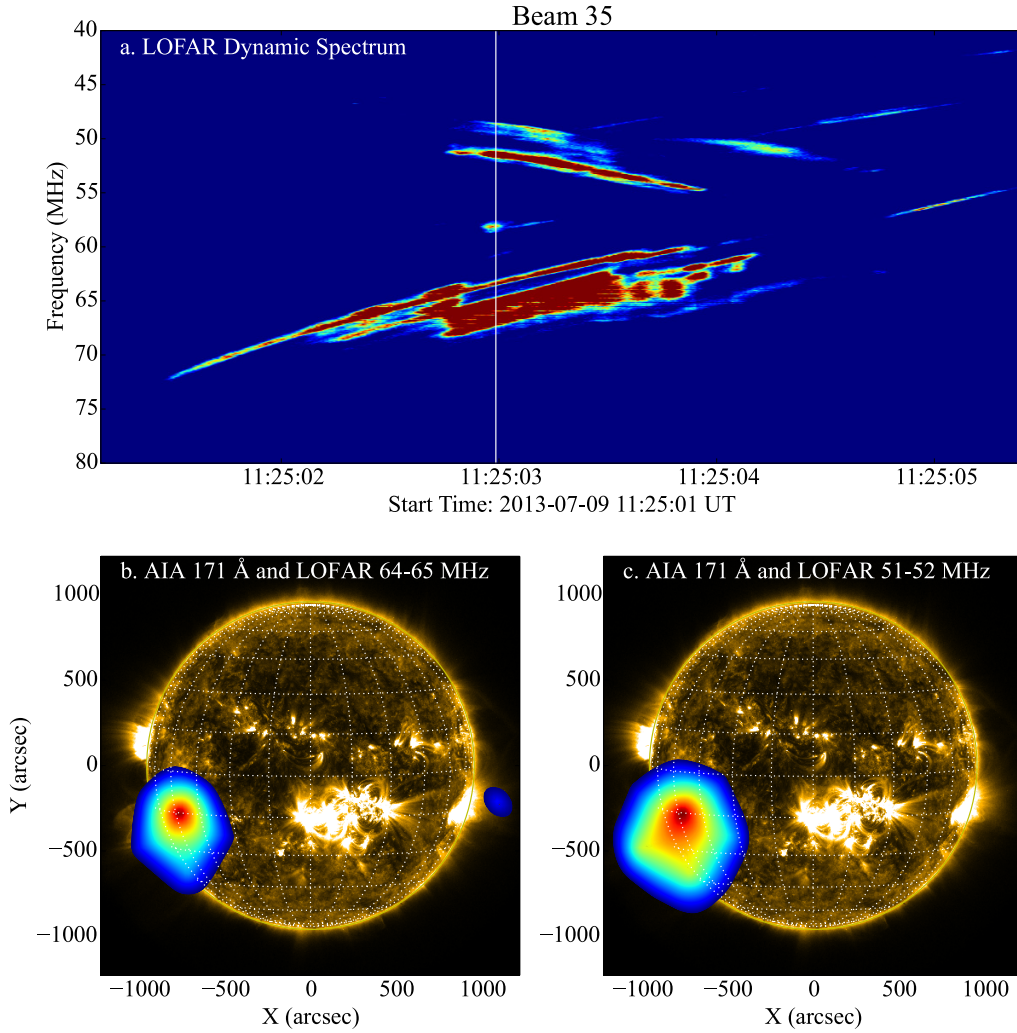 Beam 35
a. LOFAR Dynamic Spectrum
40
45
50
55
60
65
70
75
80
Frequency (MHz)
11:25:02 11:25:03 11:25:04 11:25:05
Start Time: 2013-07-09 11:25:01 UT
b. AIA 171 Å and LOFAR 64-65 MHz
1000
500
0
−500
−1000
Y (arcsec)
−1000 −500 0 500 1000
X (arcsec)
c. AIA 171 Å and LOFAR 51-52 MHz
1000
500
0
−500
−1000
−1000 −500 0 500 1000
X (arcsec)